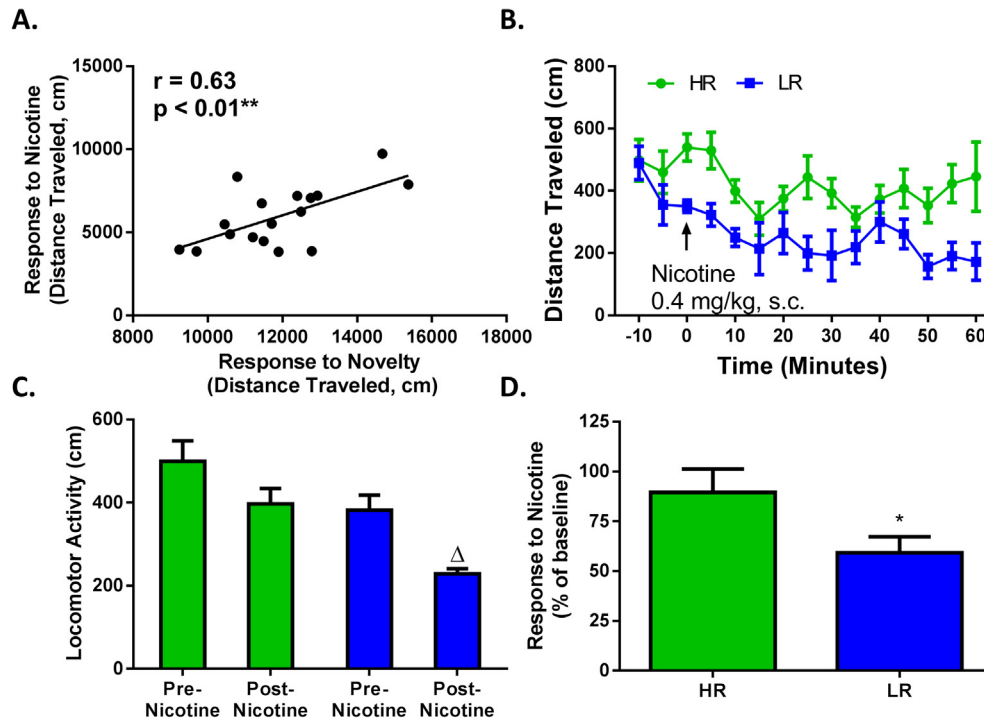 A.
r = 0.63
p < 0.01**
Response to Nicotine
(Distance Traveled, cm)
15000
10000
5000
0
8000 10000 12000 14000 16000
Response to Novelty
(Distance Traveled, cm)
B.
HR LR
Distance Traveled (cm)
800
600
400
200
0
Nicotine
0.4 mg/kg, s.c.
-10 0 10 20 30 40 50 60
Time (Minutes)
C.
Locomotor Activity (cm)
600
400
200
0
Δ
Pre- Post- Pre- Post-
Nicotine Nicotine Nicotine Nicotine
D.
Response to Nicotine
(% of baseline)
125
100
75
50
25
0
*
HR LR